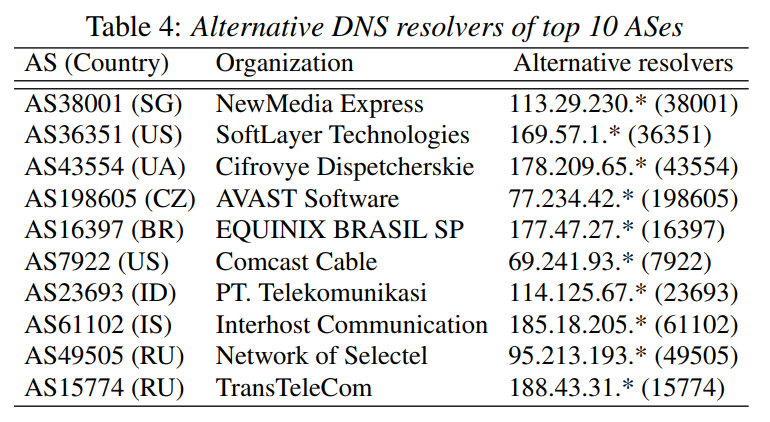 Table 4: Alternative DNS resolvers of top 10 ASes
AS (Country) Organization Alternative resolvers
AS38001 (SG) NewMedia Express 113.29.230.* (38001)
AS36351 (US) SoftLayer Technologies 169.57.1.* (36351)
AS43554 (UA) Cifrovye Dispetcherskie 178.209.65.* (43554)
AS198605 (CZ) AVAST Software 77.234.42.* (198605)
AS16397 (BR) EQUINIX BRASIL SP 177.47.27.* (16397)
AS7922 (US) Comcast Cable 69.241.93.* (7922)
AS23693 (ID) PT. Telekomunikasi 114.125.67.* (23693)
AS61102 (IS) Interhost Communication 185.18.205.* (61102)
AS49505 (RU) Network of Selectel 95.213.193.* (49505)
AS15774 (RU) TransTeleCom 188.43.31.* (15774)